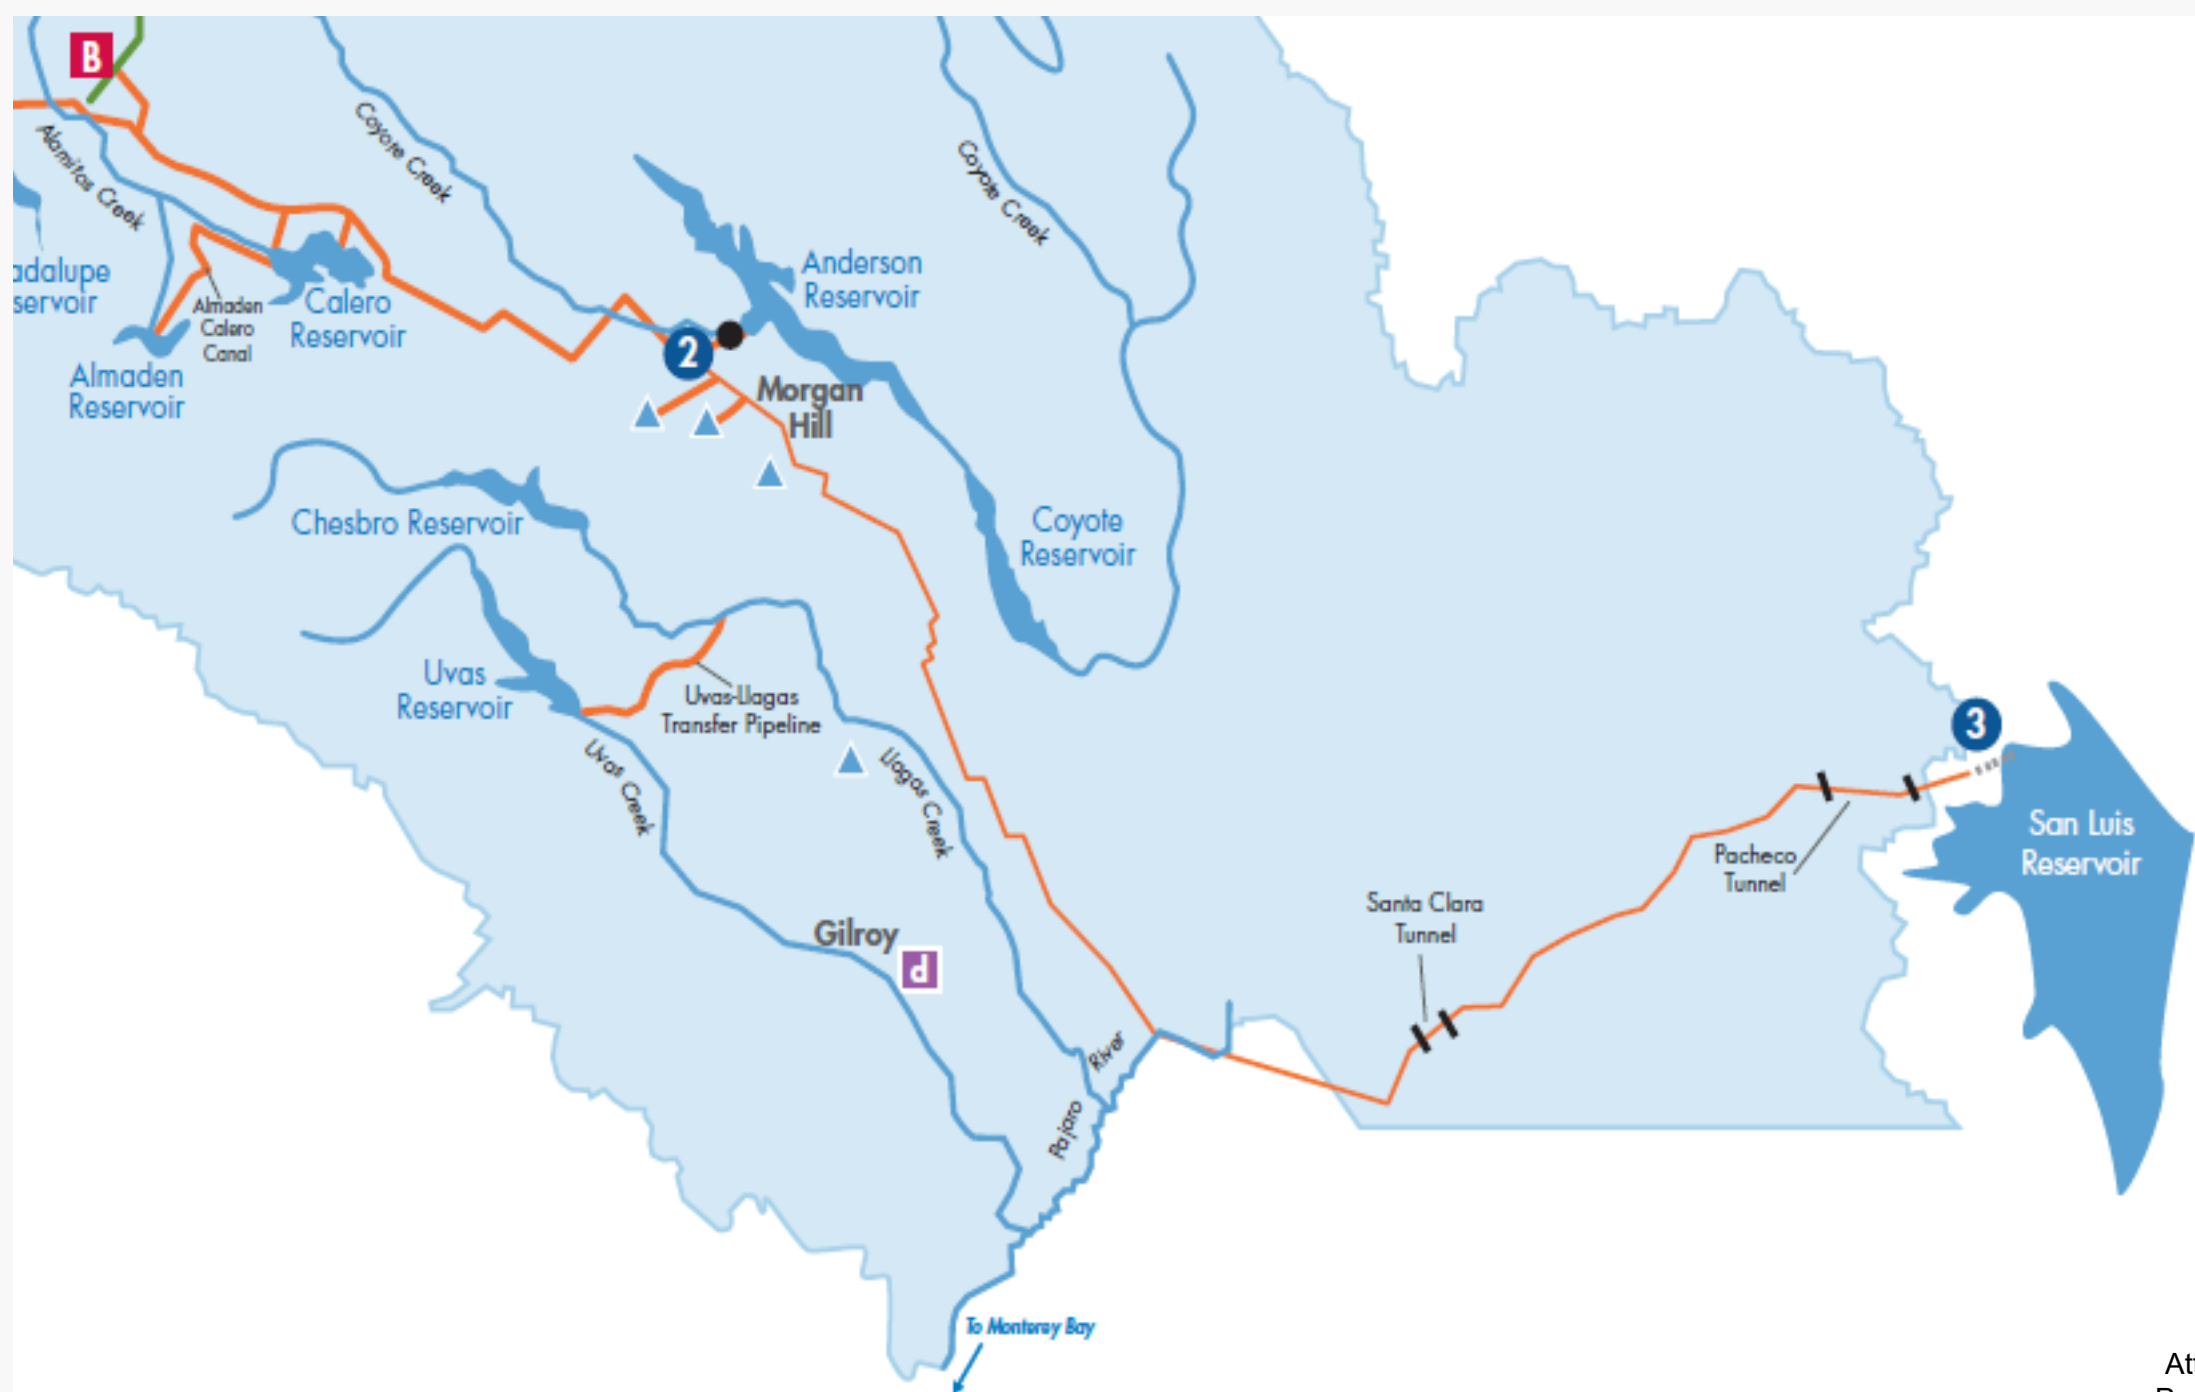 B
Coyote Creek
Alamitos Creek
Coyote Creek
adalupe
servoir
Almaden
Calero
Canal
Calero
Reservoir
Anderson
Reservoir
Almaden
Reservoir
2
Morgan
Hill
Chesbro Reservoir
Coyote
Reservoir
Uvas
Reservoir
Uvas-Llagas
Transfer Pipeline
Uvas Creek
Llagas Creek
3
San Luis
Reservoir
Pacheco
Tunnel
Santa Clara
Tunnel
Gilroy
d
Pajaro River
To Monterey Bay
At